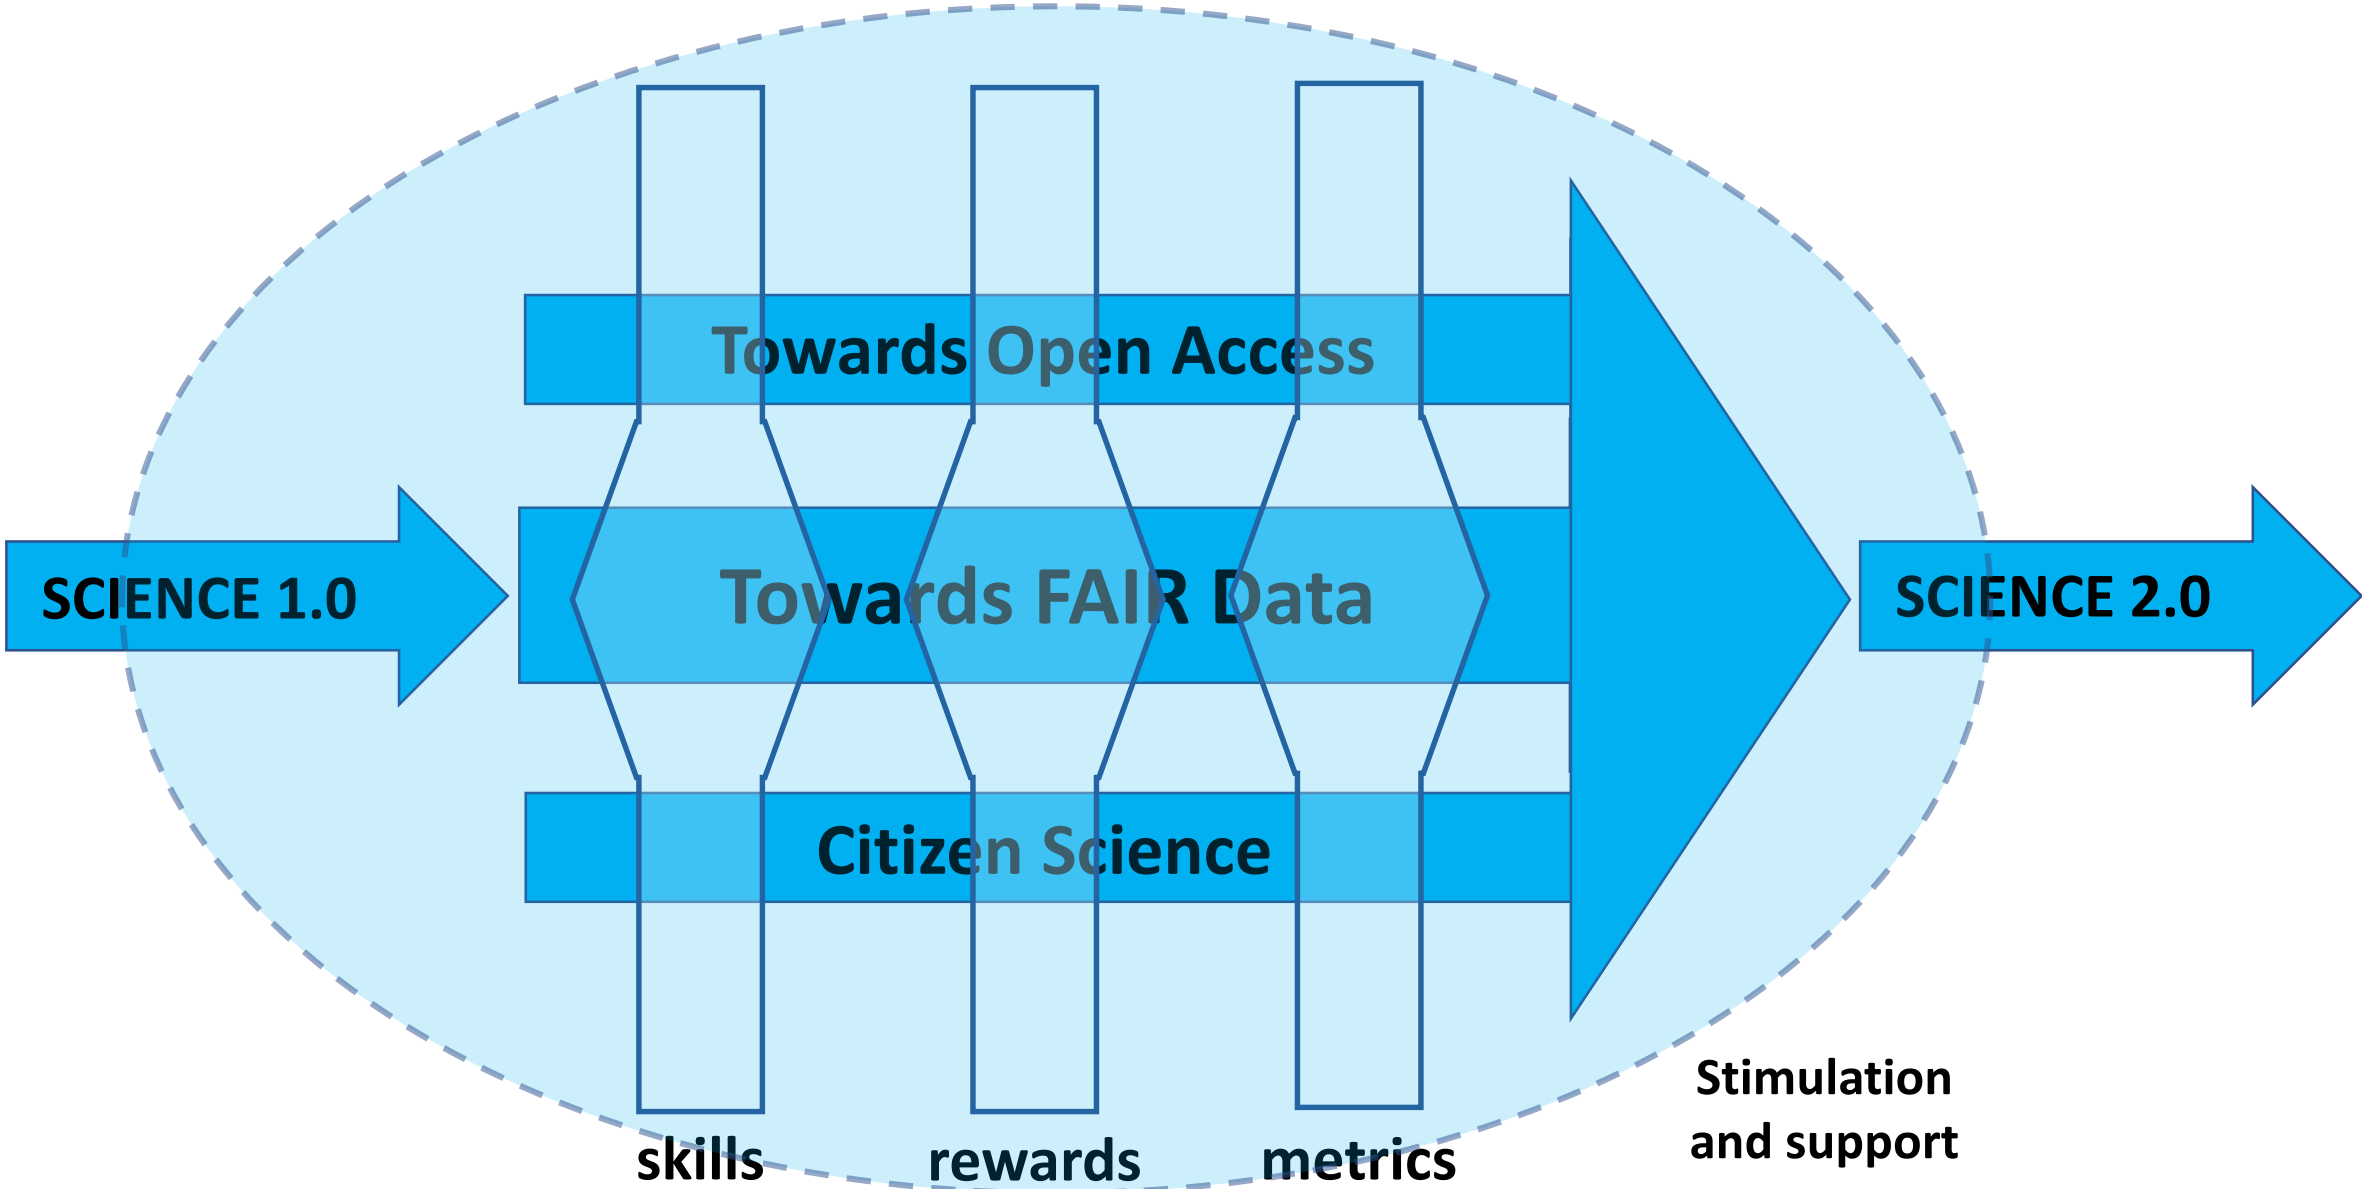 Towards Open Access
SCIENCE 1.0
Towards FAIR Data
SCIENCE 2.0
Citizen Science
Stimulation
and support
skills
rewards
metrics